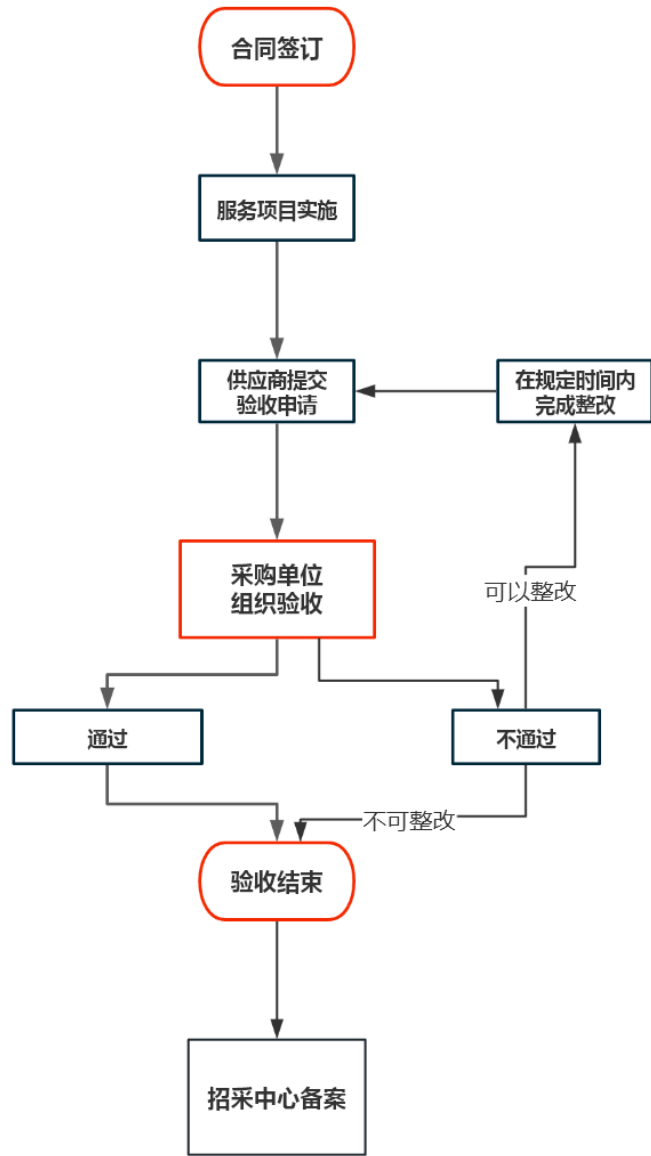 合同签订
服务项目实施
供应商提交
验收申请
在规定时间内
完成整改
采购单位
组织验收
可以整改
通过
不通过
不可整改
验收结束
招采中心备案